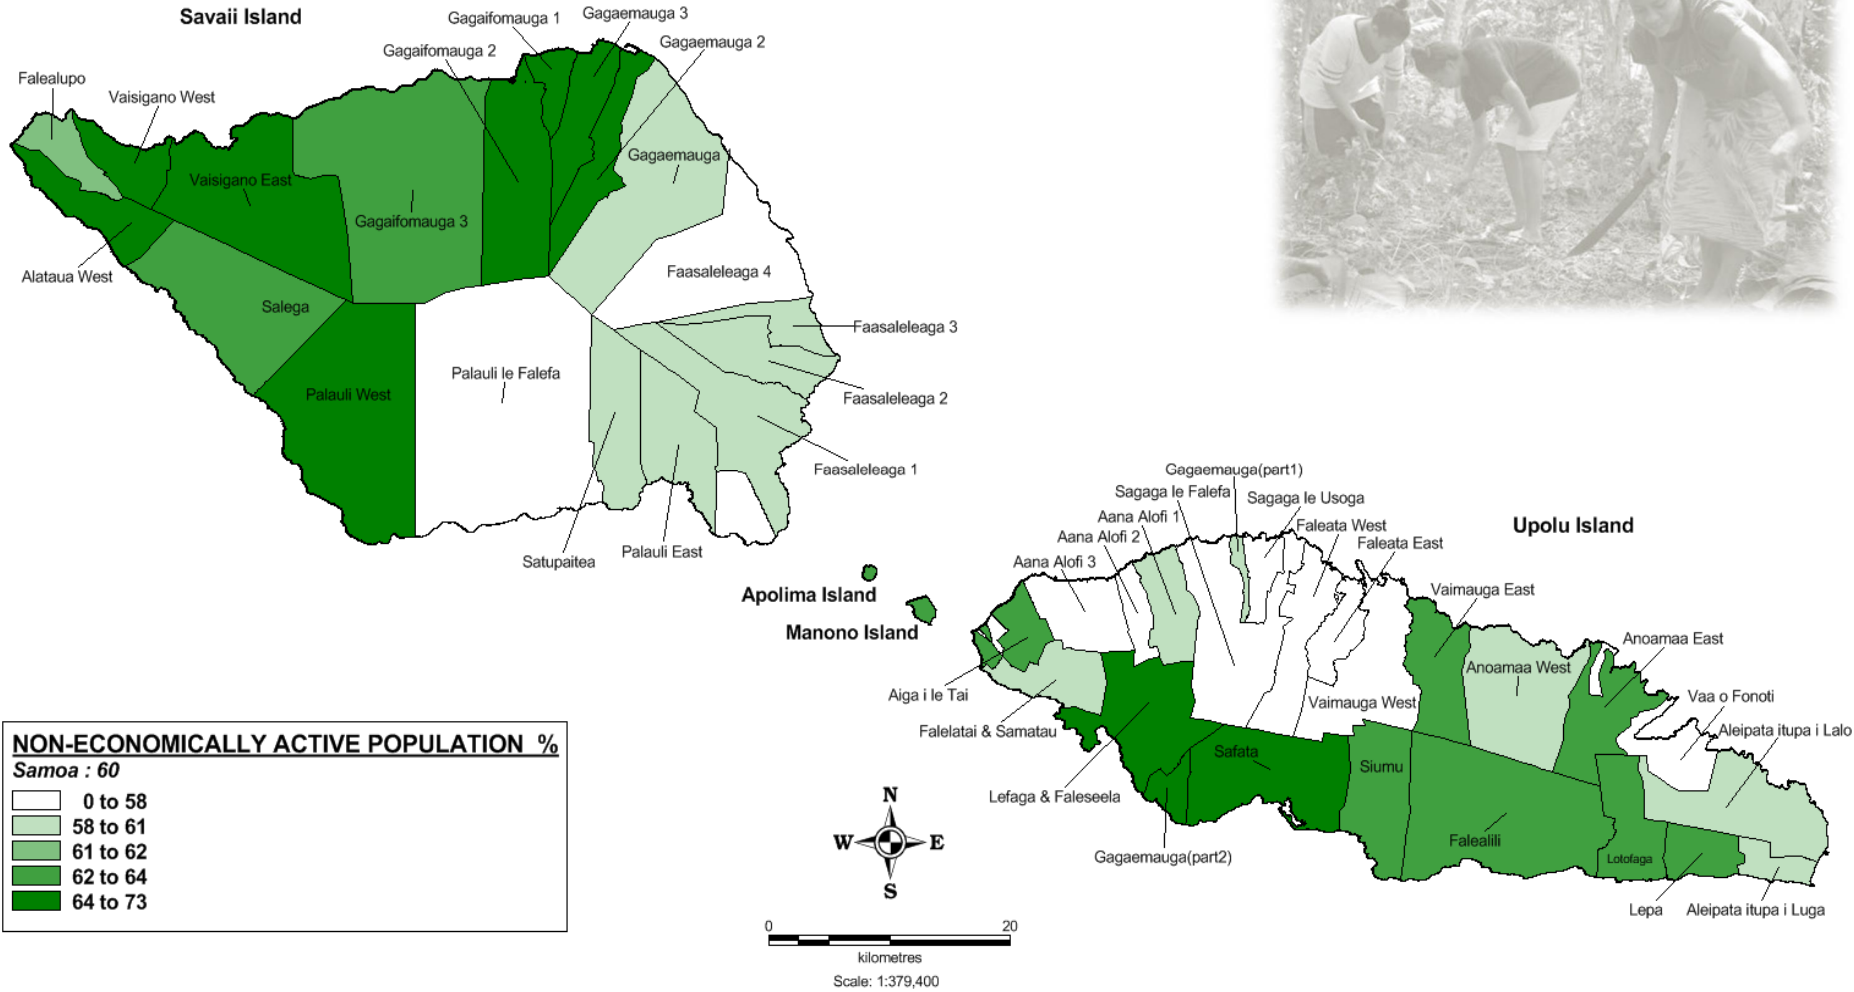 Savaii Island
Gagaifomauga 1
Gagaemauga 3
Gagaifomauga 2
Gagaemauga 2
Falealupo
Vaisigano West
Gagaemauga
Vaisigano East
Gagaifomauga 3
Alataua West
Faasaleleaga 4
Salega
Faasaleleaga 3
Palauli le Falefa
Palauli West
Faasaleleaga 2
Faasaleleaga 1
Satupaitea
Palauli East
Apolima Island
Manono Island
Upolu Island
Gagaemauga(part1)
Sagaga le Falefa
Sagaga le Usoga
Aana Alofi 1
Faleata West
Aana Alofi 2
Faleata East
Aana Alofi 3
Vaimauga East
Anoamaa East
Anoamaa West
Aiga i le Tai
Vaa o Fonoti
Vaimauga West
Falelatai & Samatau
Aleipata itupa i Lalo
Safata
Siumu
Lefaga & Faleseela
Falealili
Gagaemauga(part2)
Lotofaga
Lepa
Aleipata itupa i Luga
NON-ECONOMICALLY ACTIVE POPULATION %
Samoa : 60
0 to 58
58 to 61
61 to 62
62 to 64
64 to 73
N
W E
S
0 20
kilometres
Scale: 1:379,400